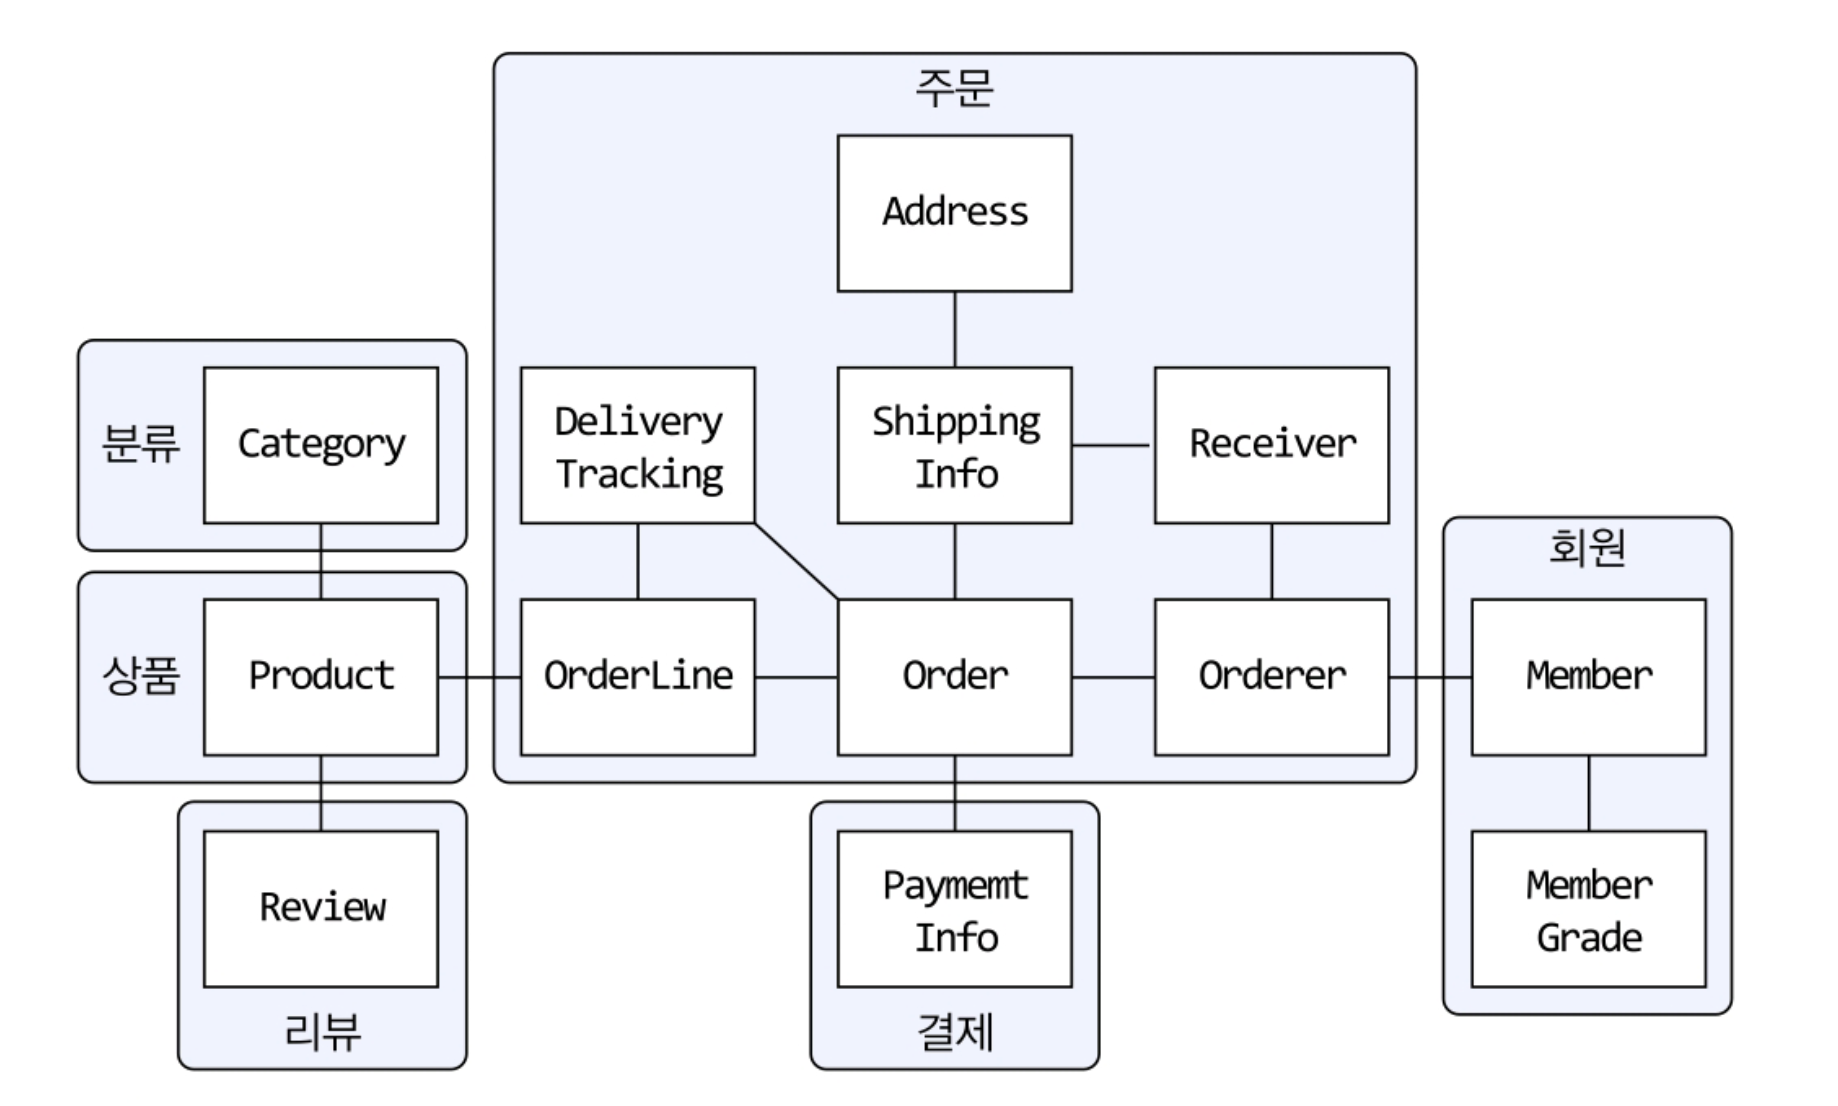 주문
Address
분류
Category
Delivery
Tracking
Shipping
Info
Receiver
회원
상품
Product
OrderLine
Order
Orderer
Member
Review
Paymemt
Info
Member
Grade
리뷰
결제